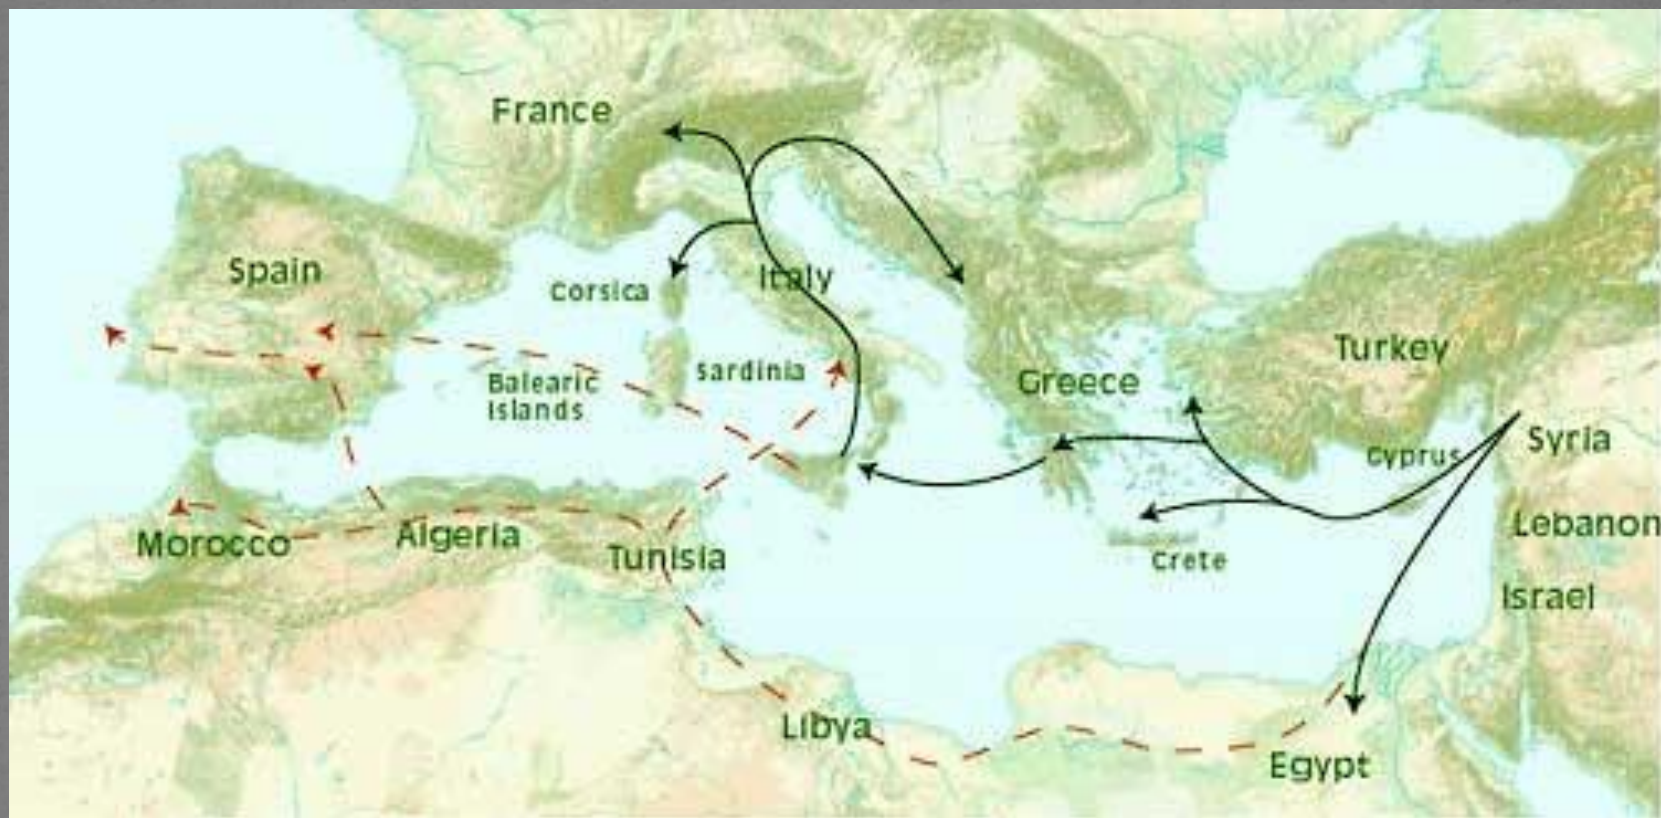 France
Spain
Corsica
Italy
Turkey
Sardinia
Balearic
Islands
Greece
Syria
Cyprus
Lebanon
Morocco
Algeria
Tunisia
Crete
Israel
Libya
Egypt